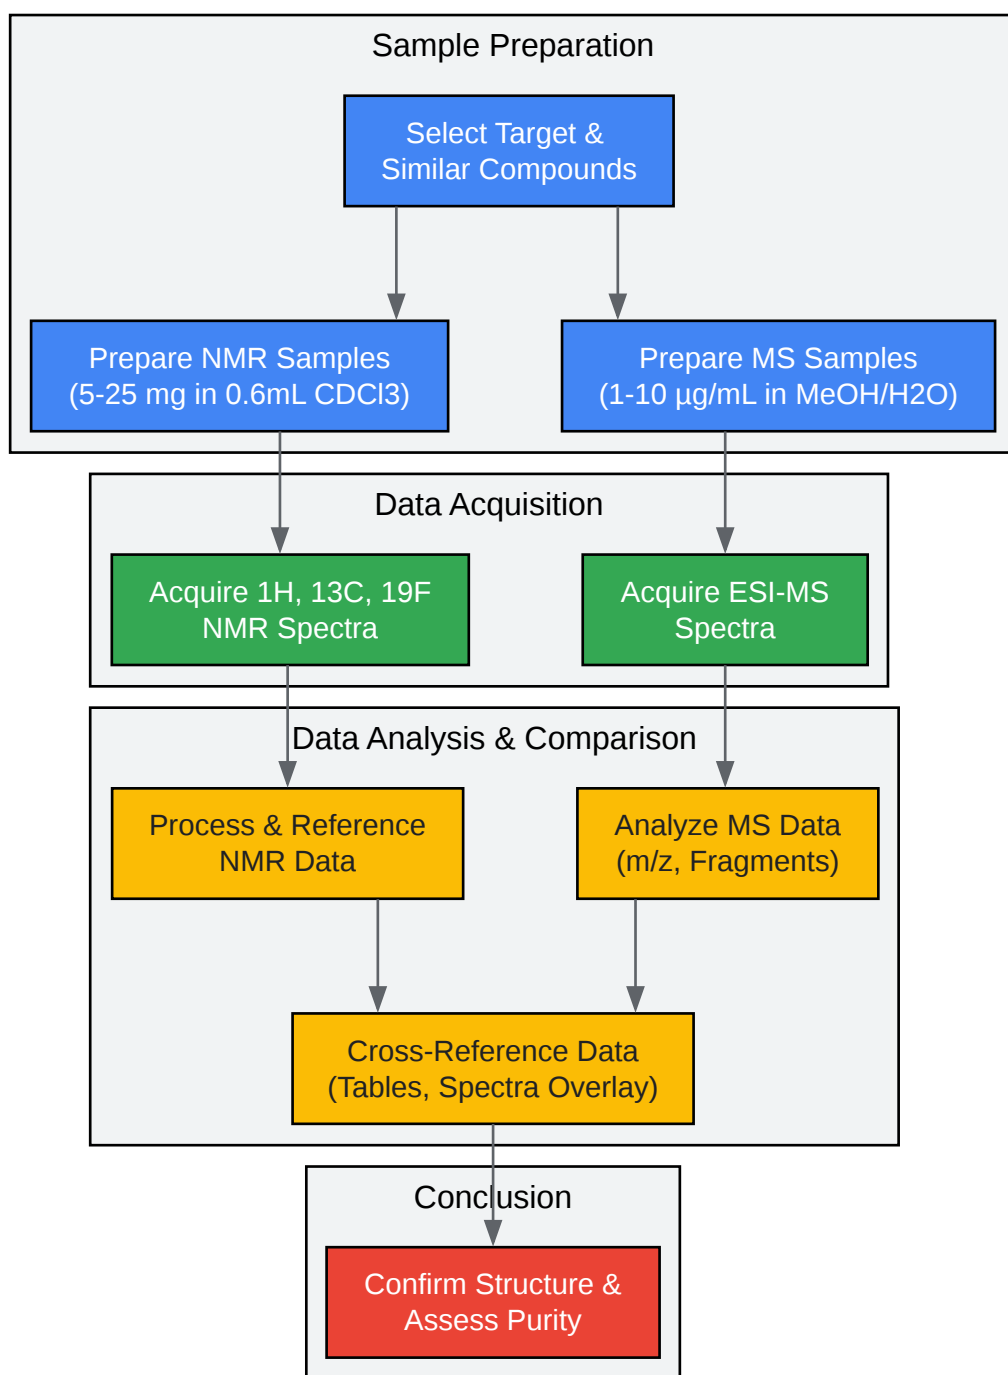 Sample Preparation
Select Target &
Similar Compounds
Prepare NMR Samples
(5-25 mg in 0.6mL CDCl3)
Prepare MS Samples
(1-10 µg/mL in MeOH/H2O)
Data Acquisition
Acquire 1H, 13C, 19F
NMR Spectra
Acquire ESI-MS
Spectra
Data Analysis & Comparison
Process & Reference
NMR Data
Analyze MS Data
(m/z, Fragments)
Cross-Reference Data
(Tables, Spectra Overlay)
Conclusion
Confirm Structure &
Assess Purity